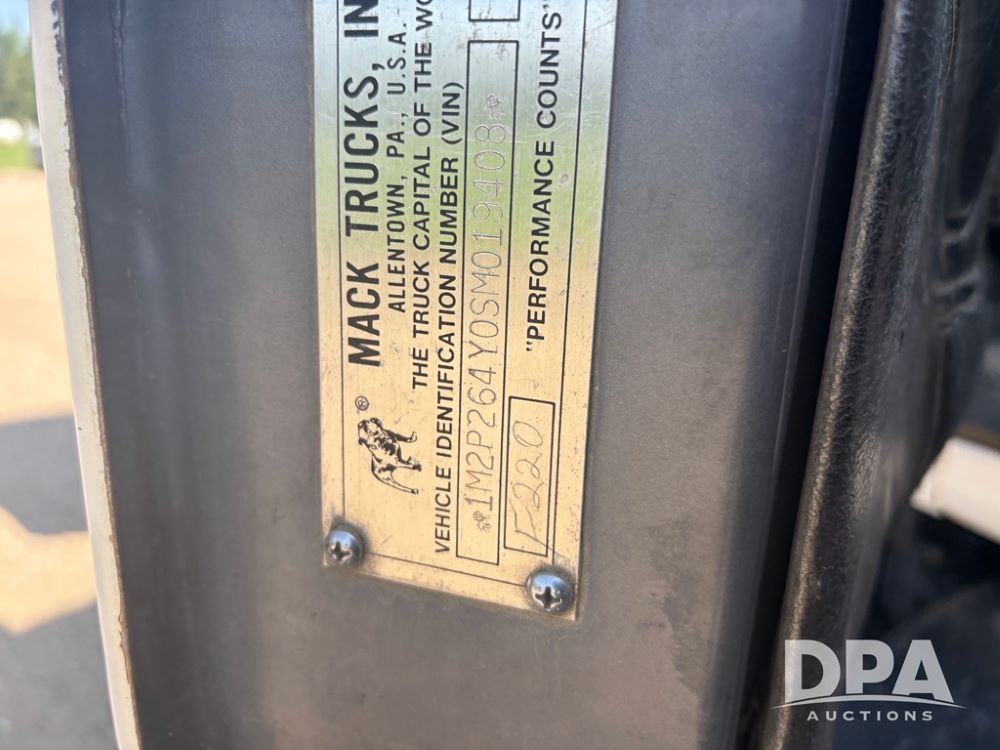 MACK TRUCKS, IN
ALLENTOWN, PA., U.S.A.
THE TRUCK CAPITAL OF THE WO
VEHICLE IDENTIFICATION NUMBER (VIN)
1M2P264Y0SM019408
F220
"PERFORMANCE COUNTS"
DPA
AUCTIONS